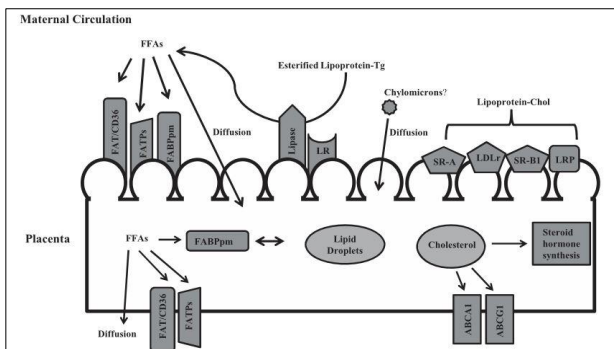 Maternal Circulation
FFAs
Esterified Lipoprotein-Tg
Chylomicrons?
Lipoprotein-Chol
Diffusion
Diffusion
FAT/CD36
FATPs
FABPpm
Lipase
LR
SR-A
LDLr
SR-B1
LRP
Placenta
FFAs
FABPpm
Lipid
Droplets
Cholesterol
Steroid
hormone
synthesis
Diffusion
FAT/CD36
FATPs
ABCA1
ABCG1